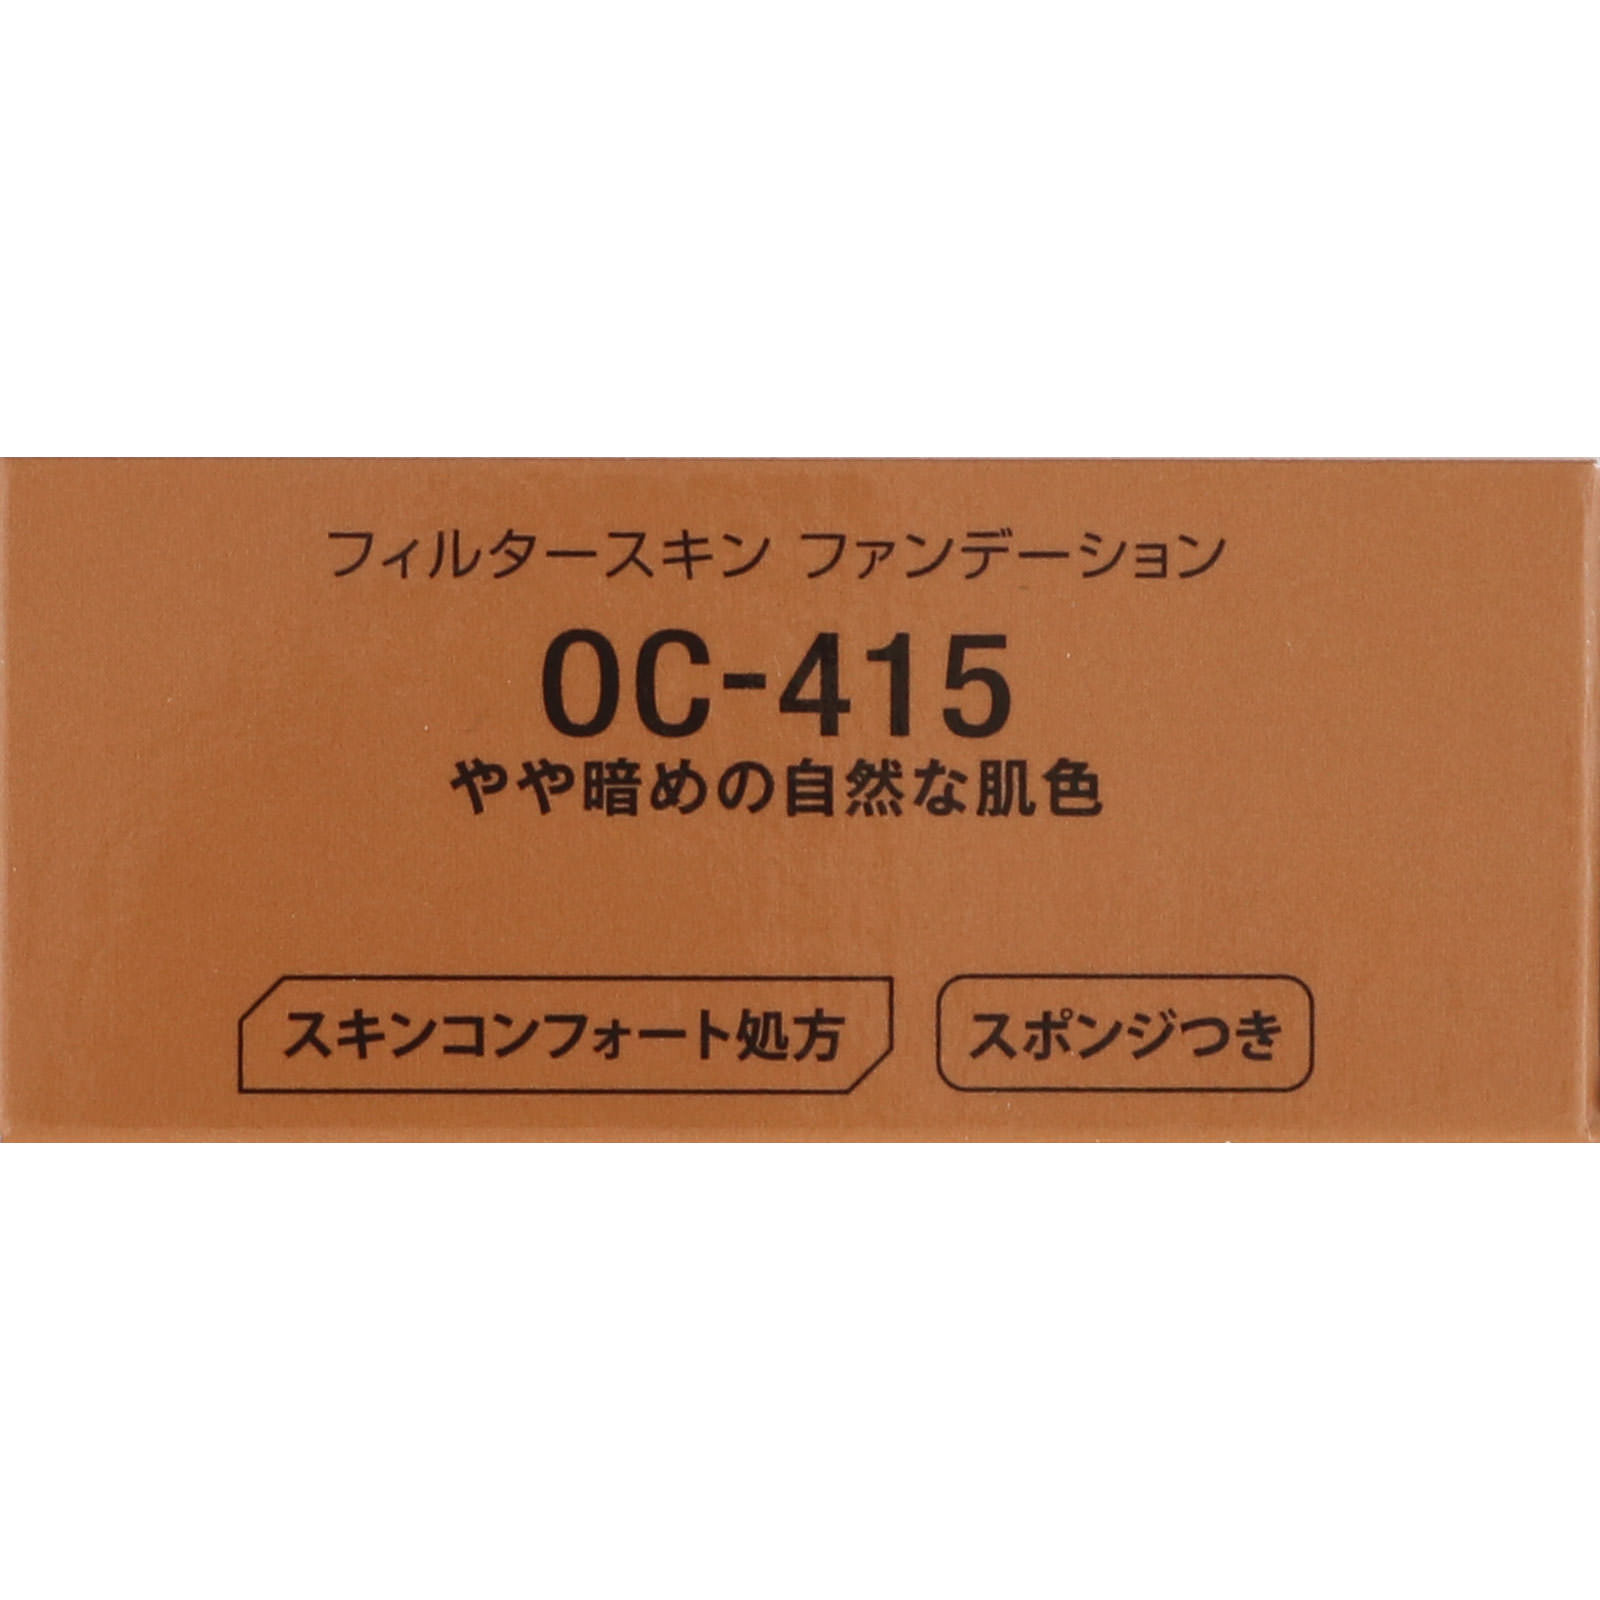 フィルタースキン ファンデーション
OC-415
やや暗めの自然な肌色
スキンコンフォート処方
スポンジつき